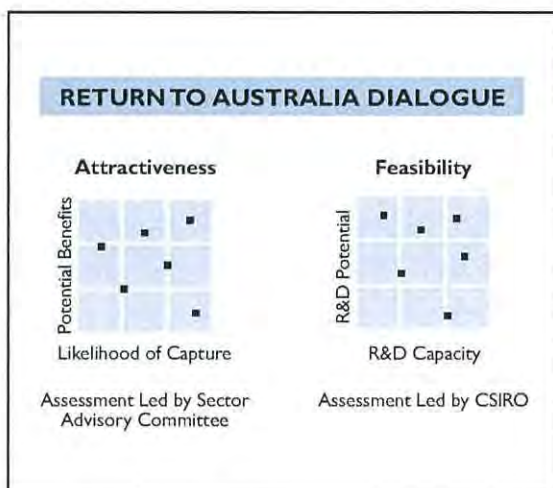 RETURN TO AUSTRALIA DIALOGUE
Attractiveness
Potential Benefits
Likelihood of Capture
Assessment Led by Sector
Advisory Committee
Feasibility
R&D Potential
R&D Capacity
Assessment Led by CSIRO